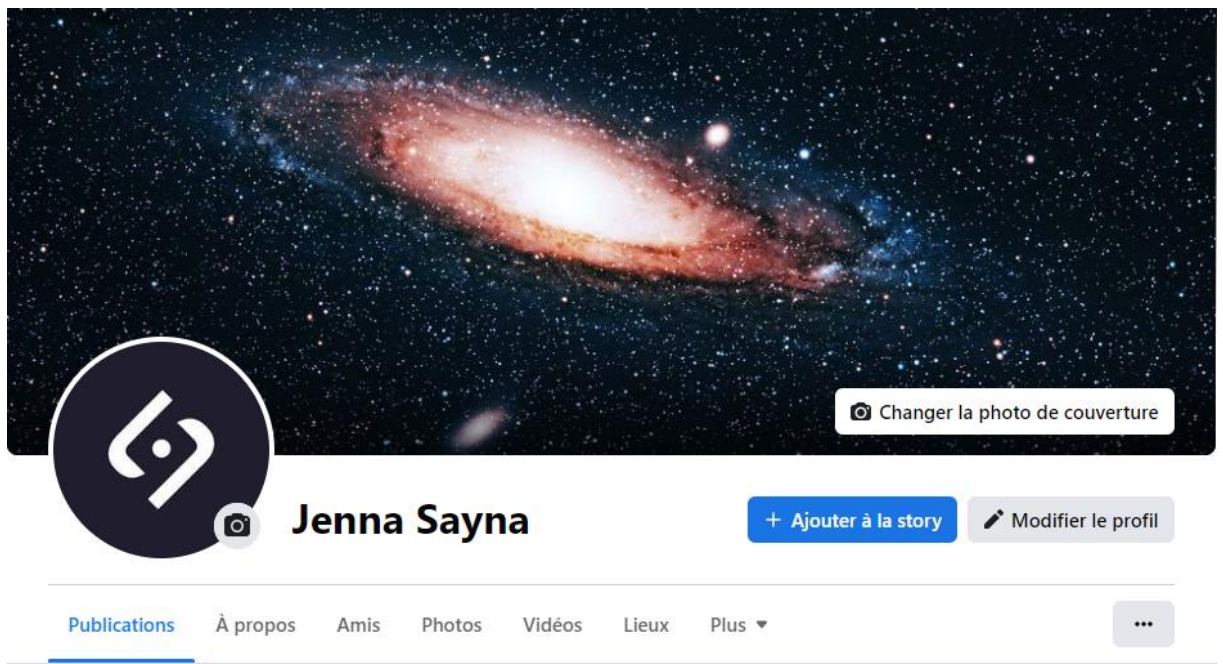 Changer la photo de couverture
Jenna Sayna
+ Ajouter à la story
Modifier le profil
Publications
À propos
Amis
Photos
Vidéos
Lieux
Plus